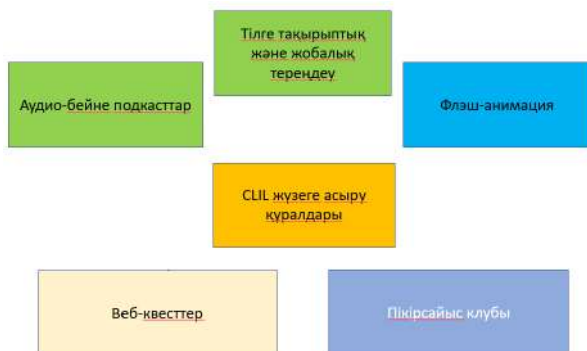 Тілге тақырыптық
және жобалық
тереңдеу
Аудио-бейне подкасттар
Флэш-анимация
CLIL жүзеге асыру
құралдары
Веб-квесттер
Пікірсайыс клубы